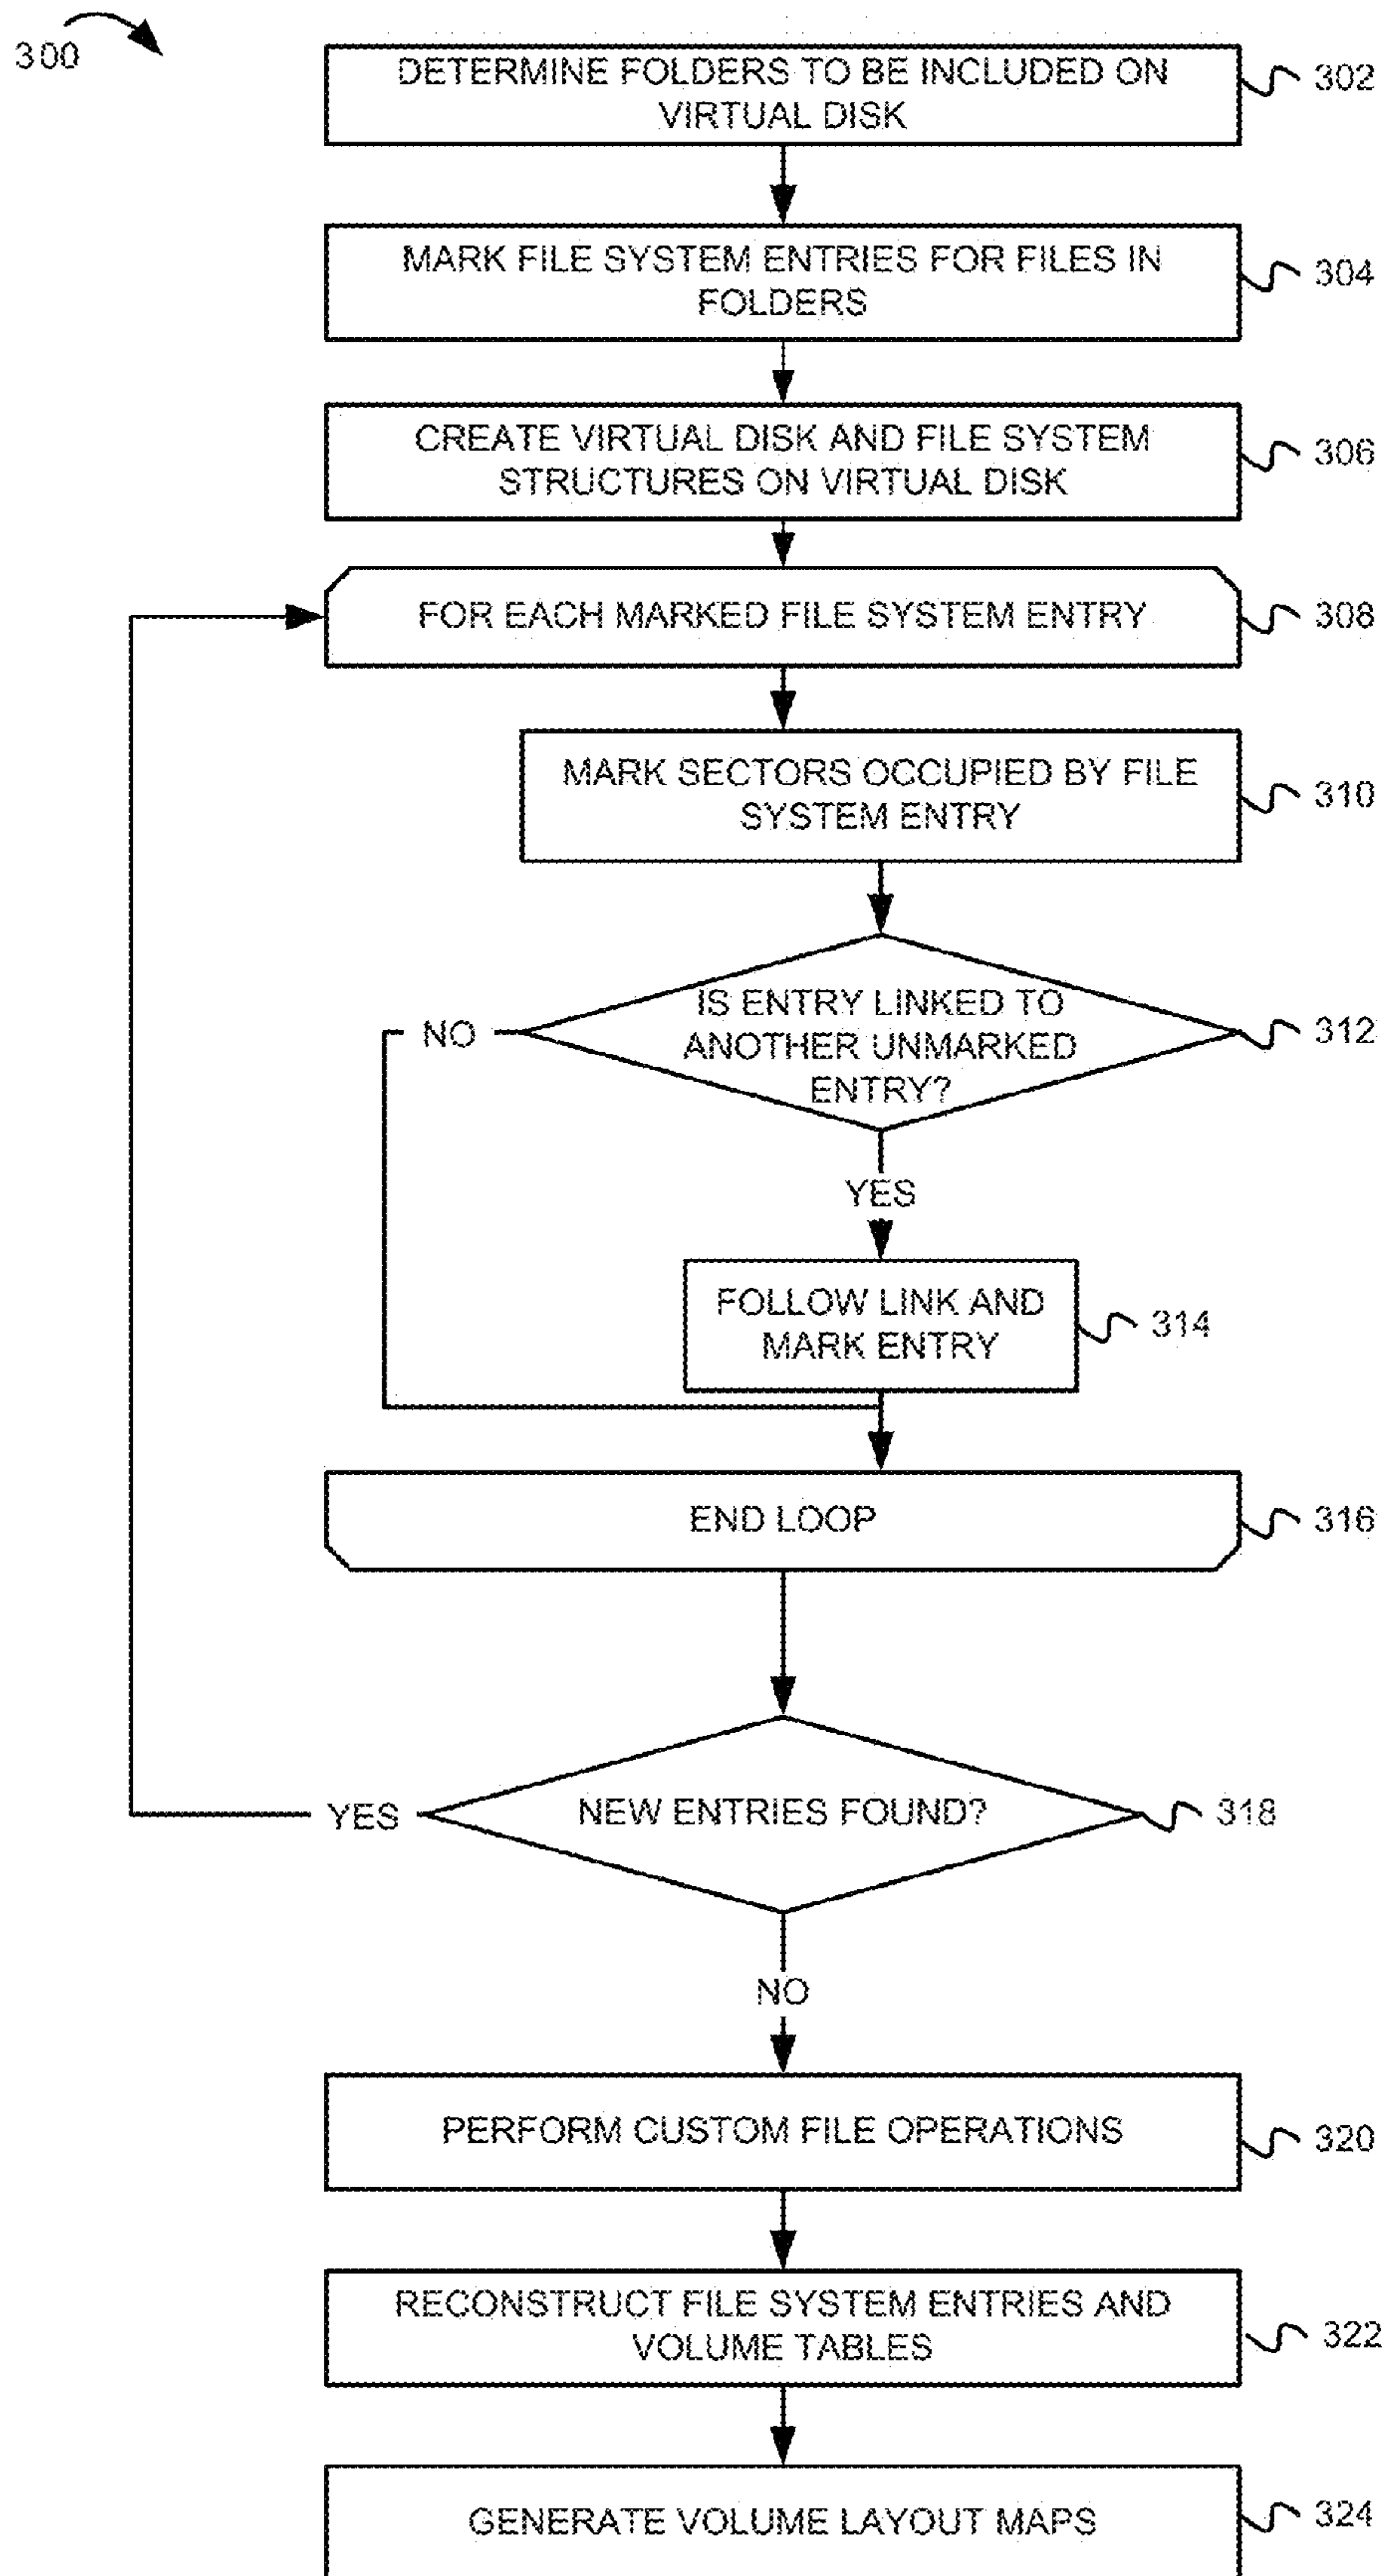 300
DETERMINE FOLDERS TO BE INCLUDED ON
VIRTUAL DISK
302
MARK FILE SYSTEM ENTRIES FOR FILES IN
FOLDERS
304
CREATE VIRTUAL DISK AND FILE SYSTEM
STRUCTURES ON VIRTUAL DISK
306
FOR EACH MARKED FILE SYSTEM ENTRY
308
MARK SECTORS OCCUPIED BY FILE
SYSTEM ENTRY
310
IS ENTRY LINKED TO
ANOTHER UNMARKED
ENTRY?
312
NO
YES
FOLLOW LINK AND
MARK ENTRY
314
END LOOP
316
NEW ENTRIES FOUND?
318
YES
NO
PERFORM CUSTOM FILE OPERATIONS
320
RECONSTRUCT FILE SYSTEM ENTRIES AND
VOLUME TABLES
322
GENERATE VOLUME LAYOUT MAPS
324